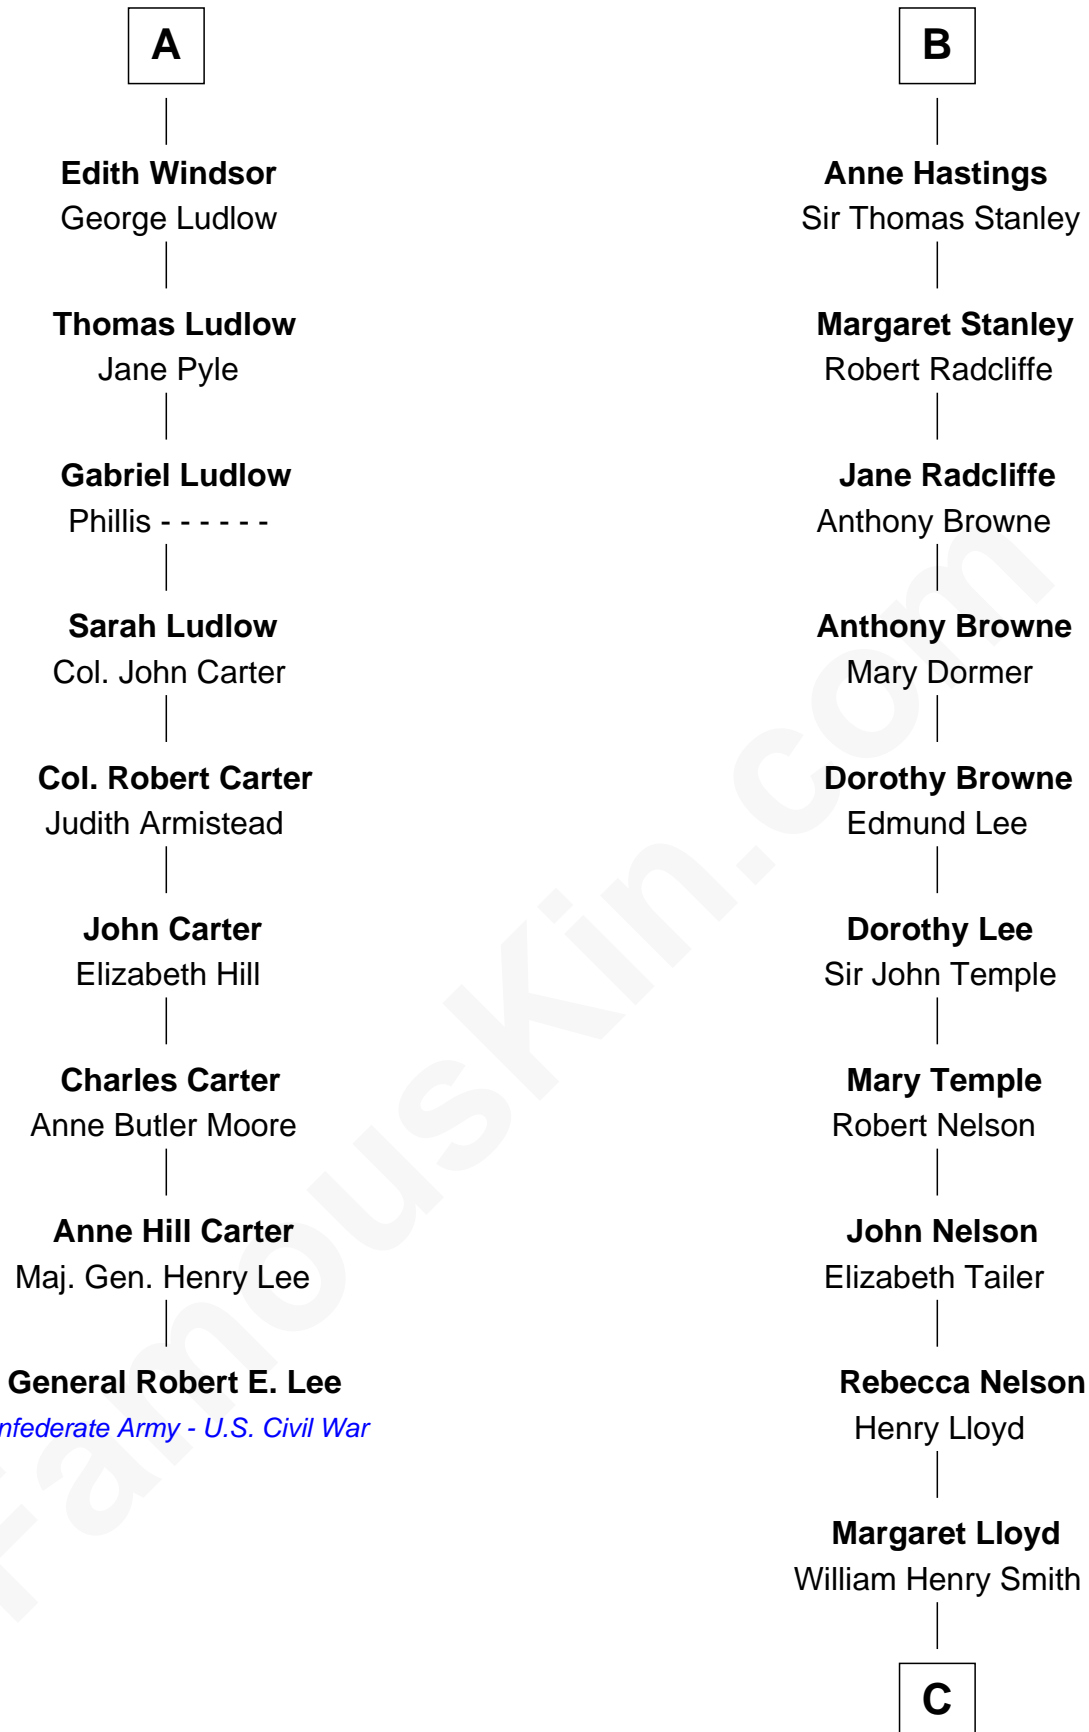 A
Edith Windsor
George Ludlow
Thomas Ludlow
Jane Pyle
Gabriel Ludlow
Phillis - - - - - -
Sarah Ludlow
Col. John Carter
Col. Robert Carter
Judith Armistead
John Carter
Elizabeth Hill
Charles Carter
Anne Butler Moore
Anne Hill Carter
Maj. Gen. Henry Lee
General Robert E. Lee
nfederate Army - U.S. Civil War
B
Anne Hastings
Sir Thomas Stanley
Margaret Stanley
Robert Radcliffe
Jane Radcliffe
Anthony Browne
Anthony Browne
Mary Dormer
Dorothy Browne
Edmund Lee
Dorothy Lee
Sir John Temple
Mary Temple
Robert Nelson
John Nelson
Elizabeth Tailer
Rebecca Nelson
Henry Lloyd
Margaret Lloyd
William Henry Smith
C
FamousKin.com